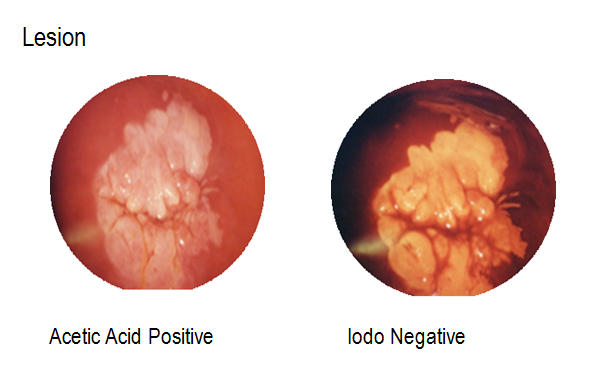 Lesion
Acetic Acid Positive
Iodo Negative